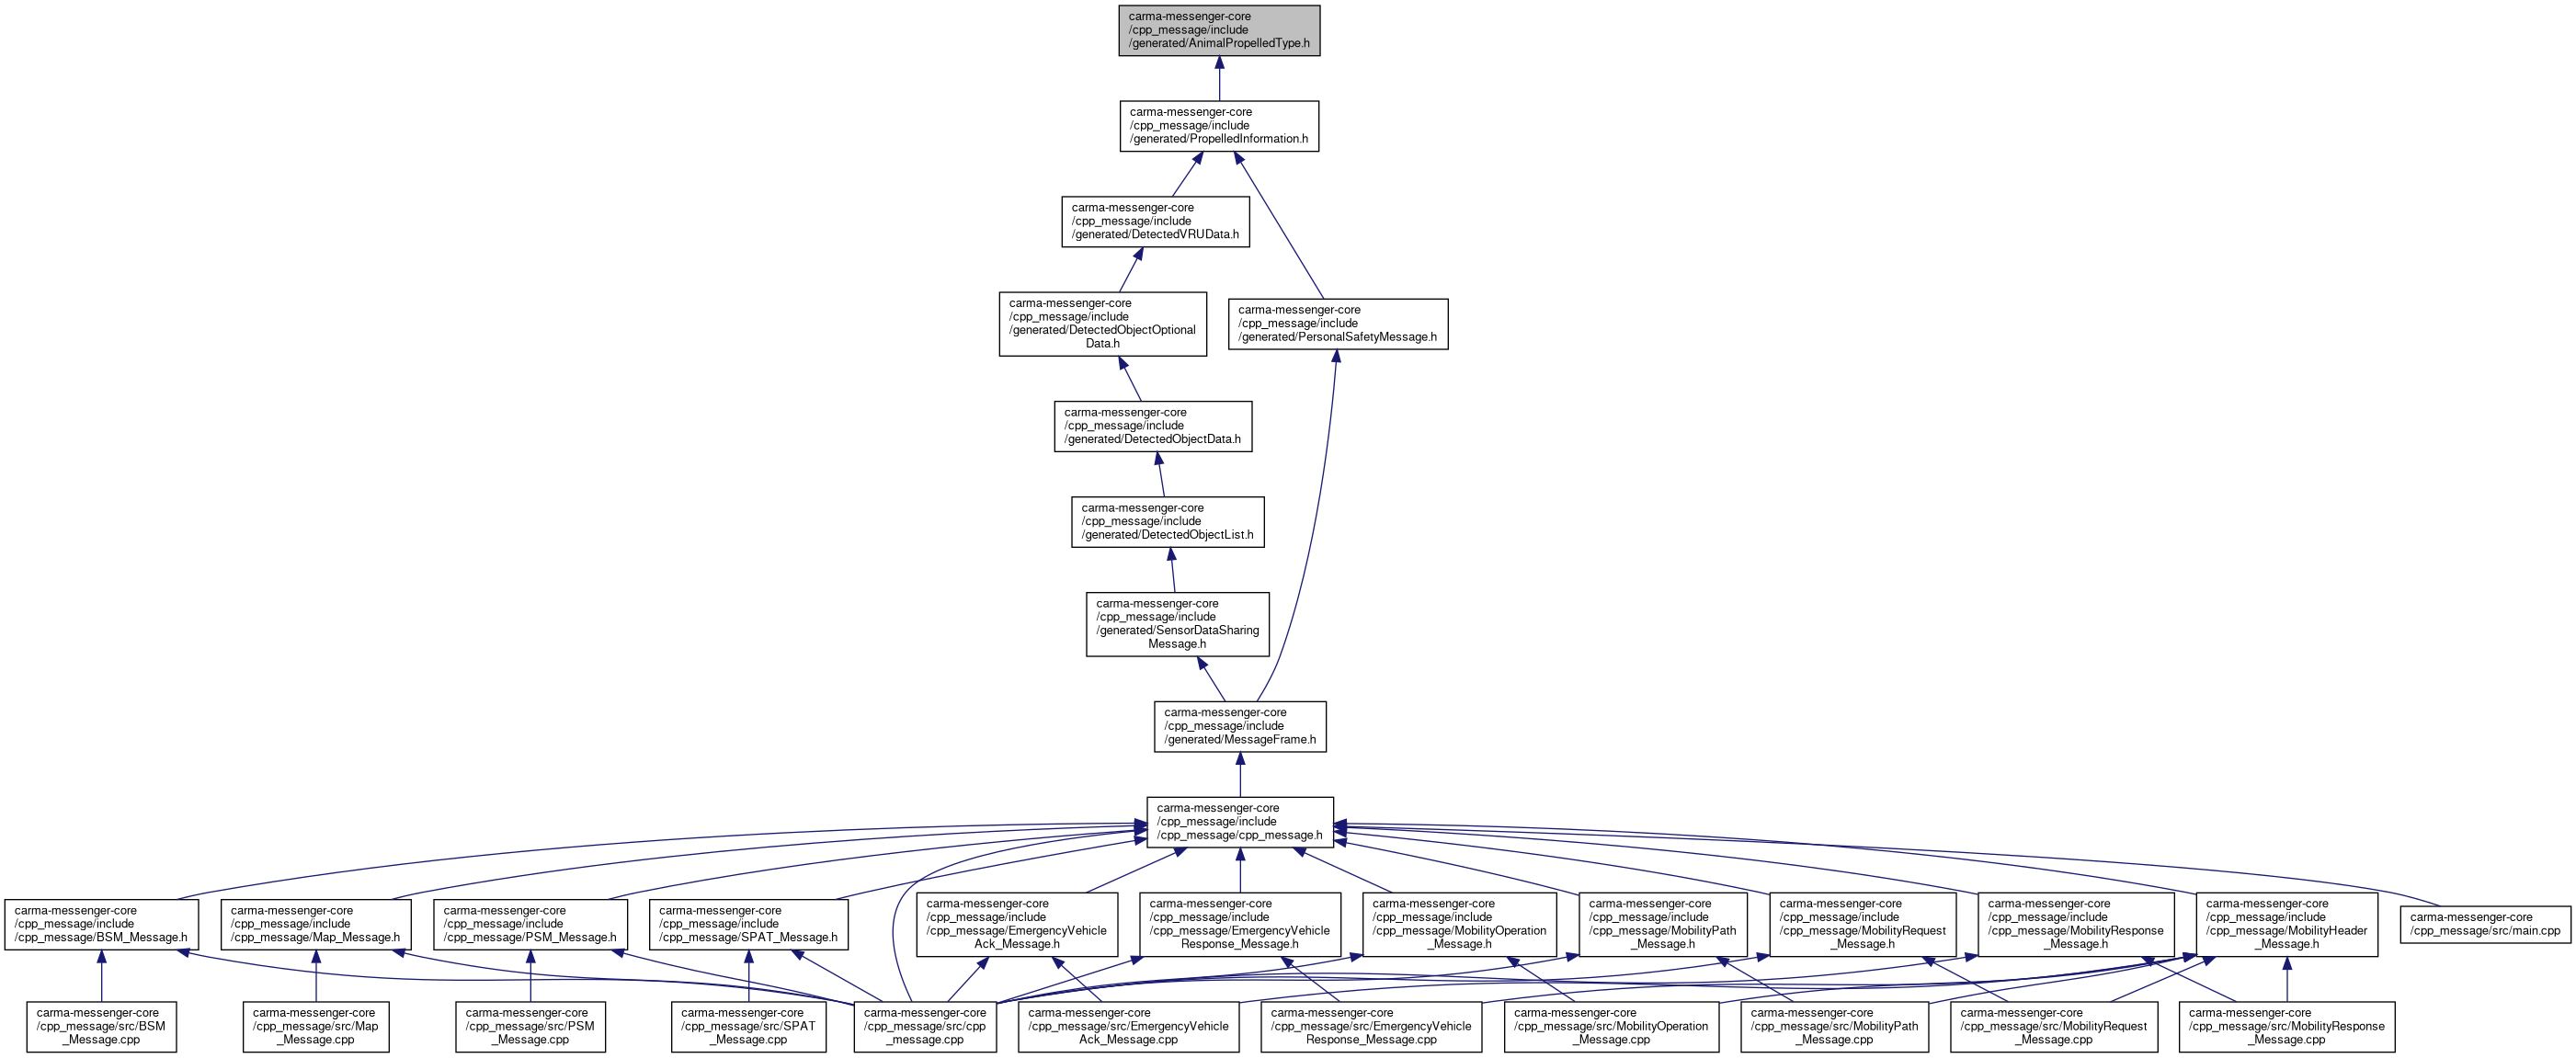 carma-messenger-core
/cpp_message/include
/generated/AnimalPropelledType.h
carma-messenger-core
/cpp_message/include
/generated/PropelledInformation.h
carma-messenger-core
/cpp_message/include
/generated/DetectedVRUData.h
carma-messenger-core
/cpp_message/include
/generated/DetectedObjectOptional
Data.h
carma-messenger-core
/cpp_message/include
/generated/PersonalSafetyMessage.h
carma-messenger-core
/cpp_message/include
/generated/DetectedObjectData.h
carma-messenger-core
/cpp_message/include
/generated/DetectedObjectList.h
carma-messenger-core
/cpp_message/include
/generated/SensorDataSharing
Message.h
carma-messenger-core
/cpp_message/include
/generated/MessageFrame.h
carma-messenger-core
/cpp_message/include
/cpp_message/cpp_message.h
carma-messenger-core
/cpp_message/include
/cpp_message/BSM_Message.h
carma-messenger-core
/cpp_message/include
/cpp_message/Map_Message.h
carma-messenger-core
/cpp_message/include
/cpp_message/PSM_Message.h
carma-messenger-core
/cpp_message/include
/cpp_message/SPAT_Message.h
carma-messenger-core
/cpp_message/include
/cpp_message/EmergencyVehicle
Ack_Message.h
carma-messenger-core
/cpp_message/include
/cpp_message/EmergencyVehicle
Response_Message.h
carma-messenger-core
/cpp_message/include
/cpp_message/MobilityOperation
_Message.h
carma-messenger-core
/cpp_message/include
/cpp_message/MobilityPath
_Message.h
carma-messenger-core
/cpp_message/include
/cpp_message/MobilityRequest
_Message.h
carma-messenger-core
/cpp_message/include
/cpp_message/MobilityResponse
_Message.h
carma-messenger-core
/cpp_message/include
/cpp_message/MobilityHeader
_Message.h
carma-messenger-core
/cpp_message/src/main.cpp
carma-messenger-core
/cpp_message/src/BSM
_Message.cpp
carma-messenger-core
/cpp_message/src/Map
_Message.cpp
carma-messenger-core
/cpp_message/src/PSM
_Message.cpp
carma-messenger-core
/cpp_message/src/SPAT
_Message.cpp
carma-messenger-core
/cpp_message/src/cpp
_message.cpp
carma-messenger-core
/cpp_message/src/EmergencyVehicle
Ack_Message.cpp
carma-messenger-core
/cpp_message/src/EmergencyVehicle
Response_Message.cpp
carma-messenger-core
/cpp_message/src/MobilityOperation
_Message.cpp
carma-messenger-core
/cpp_message/src/MobilityPath
_Message.cpp
carma-messenger-core
/cpp_message/src/MobilityRequest
_Message.cpp
carma-messenger-core
/cpp_message/src/MobilityResponse
_Message.cpp